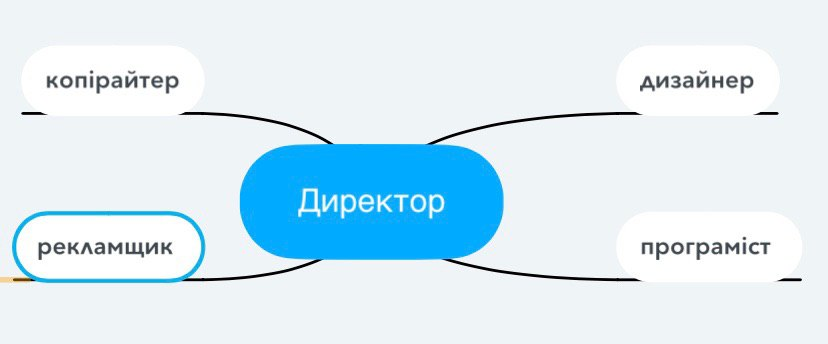 копірайтер
дизайнер
Директор
рекламщик
програміст